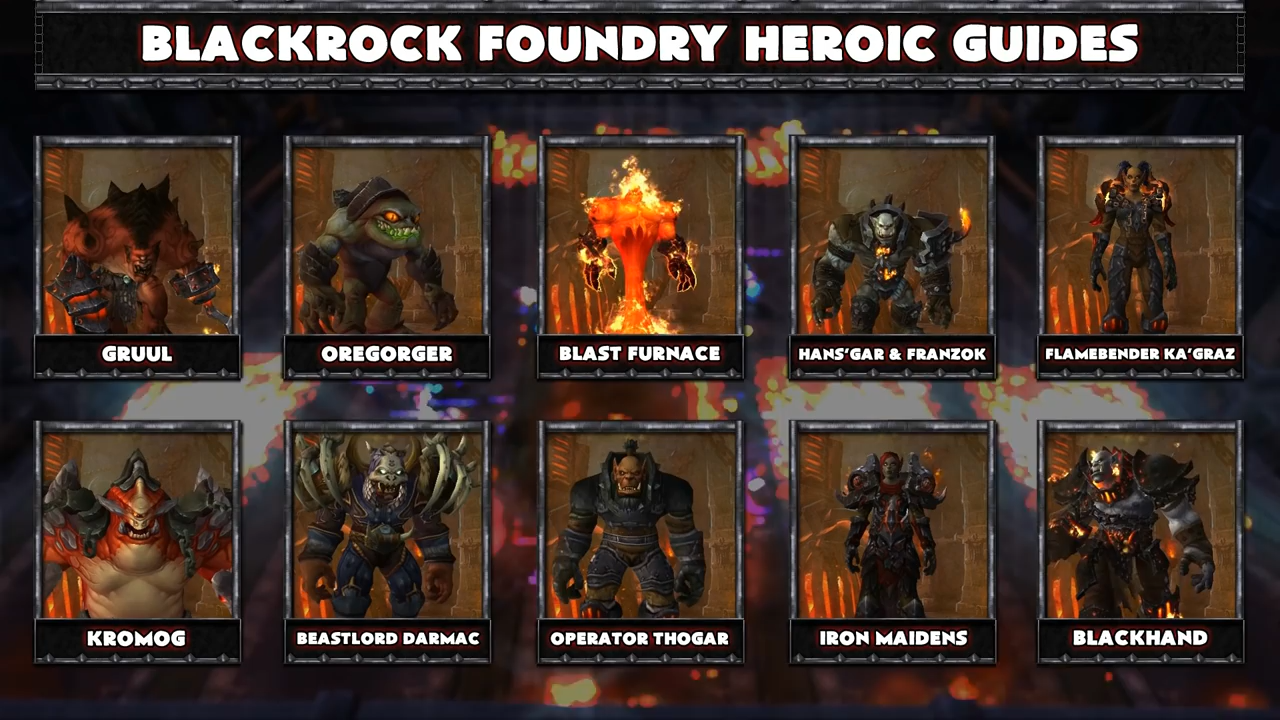 BLACKROCK FOUNDRY HEROIC GUIDES
GRUUL
OREGORGER
BLAST FURNACE
HANS'GAR & FRANZOK
FLAMEBENDER KA'GRAZ
KROMOG
BEASTLORD DARMAC
OPERATOR THOGAR
IRON MAIDENS
BLACKHAND